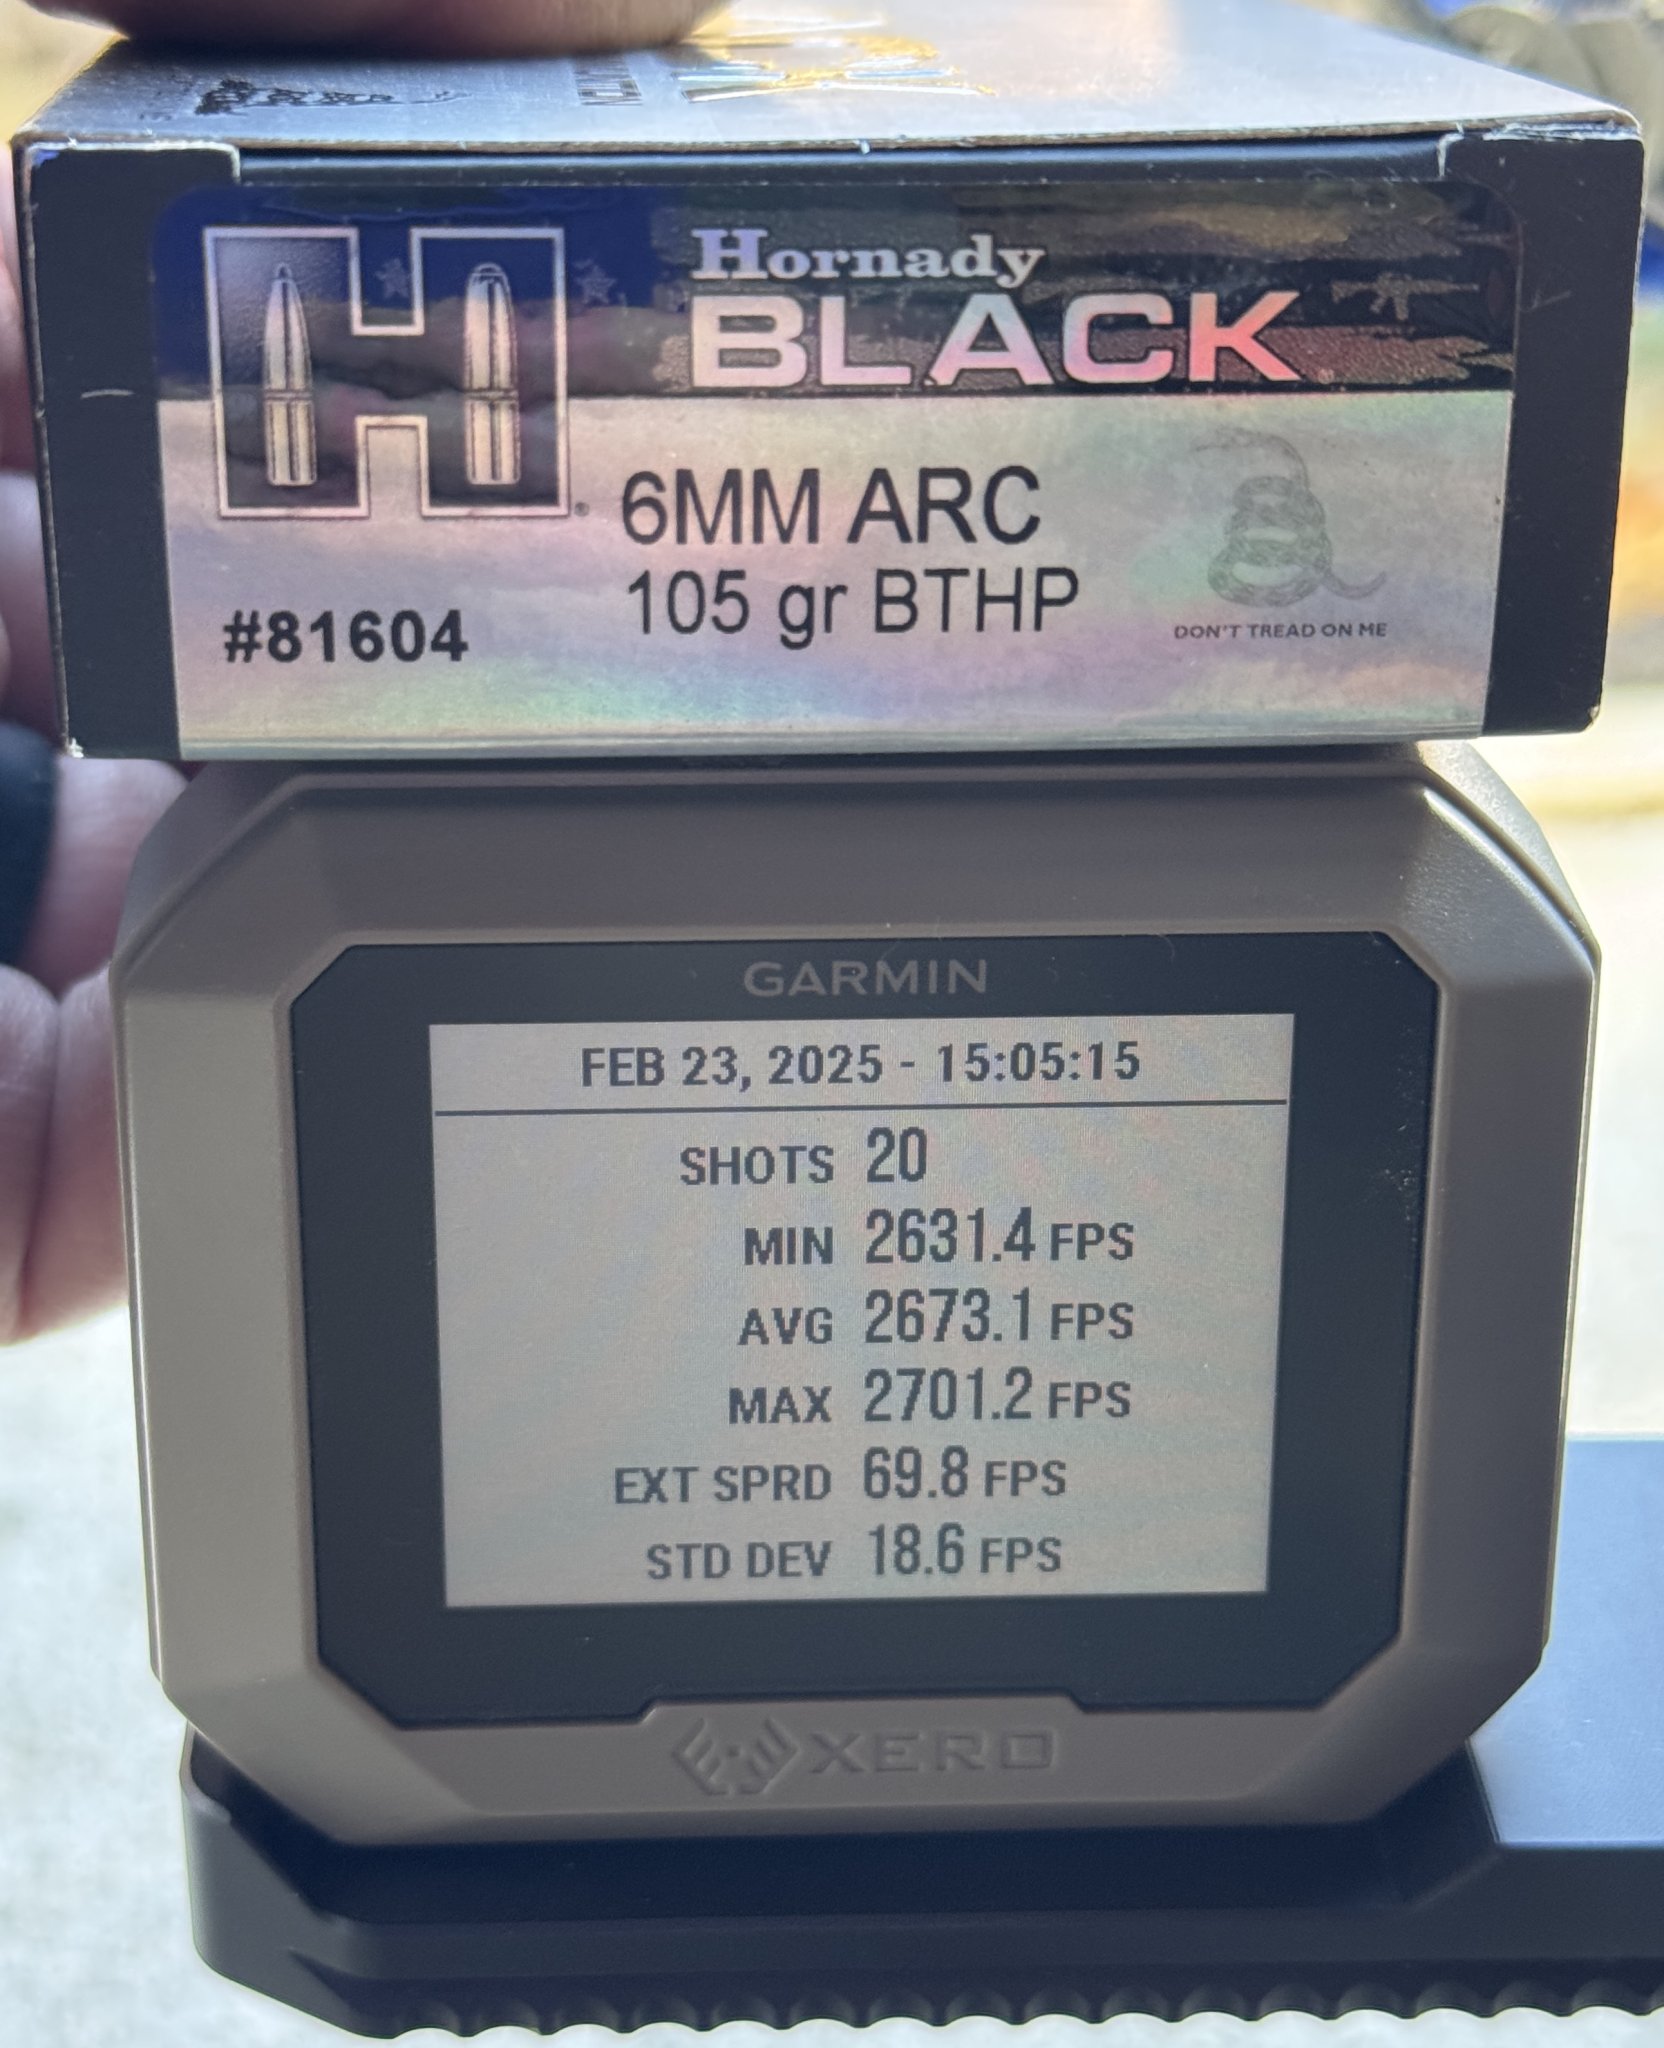 Hornady
BLACK
H
6MM ARC
105 gr BTHP
#81604
DON'T TREAD ON ME
GARMIN
FEB 23, 2025 - 15:05:15
SHOTS 20
MIN 2631.4 FPS
AVG 2673.1 FPS
MAX 2701.2 FPS
EXT SPRD 69.8 FPS
STD DEV 18.6 FPS
XERO